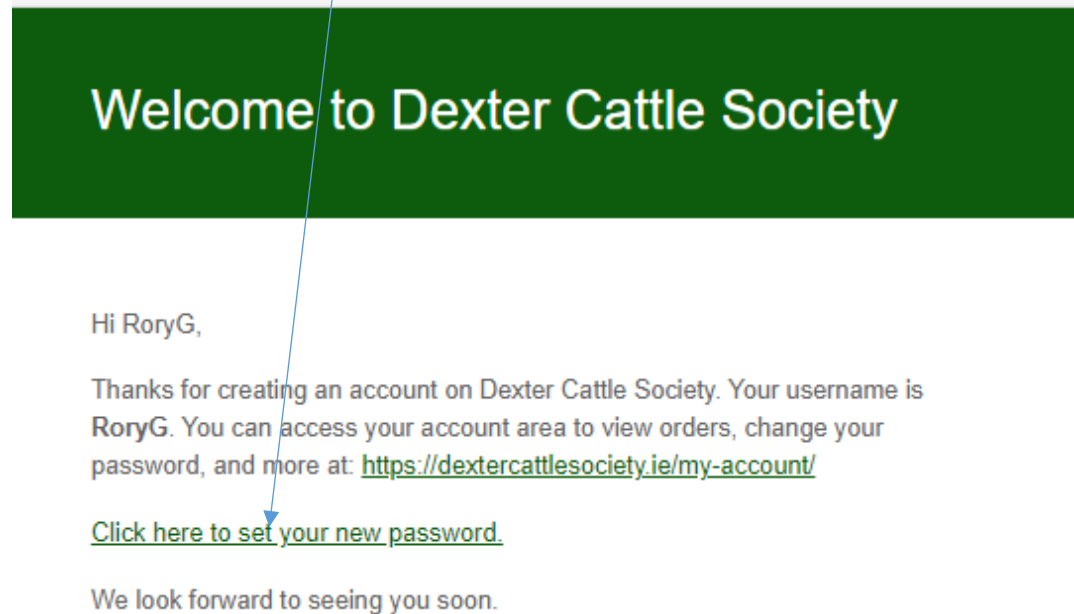 Welcome to Dexter Cattle Society
Hi RoryG,
Thanks for creating an account on Dexter Cattle Society. Your username is
RoryG. You can access your account area to view orders, change your
password, and more at: https://dextercattlesociety.ie/my-account/
Click here to set your new password.
We look forward to seeing you soon.